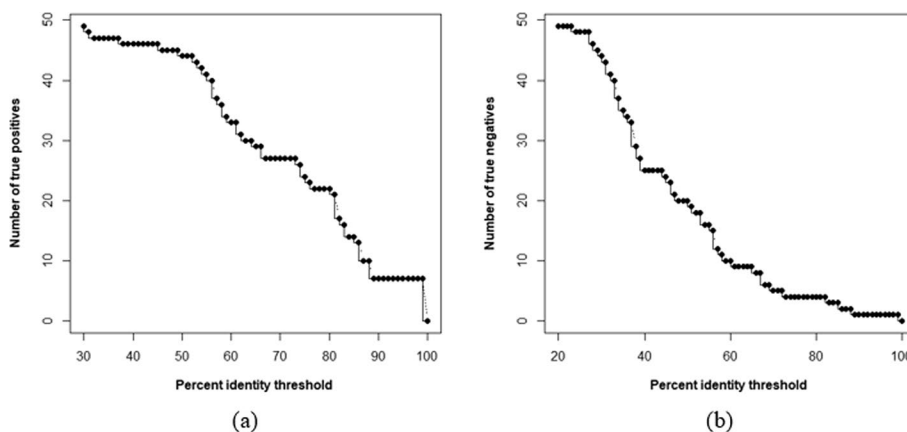 Number of true positives
50
40
30
20
10
0
30 40 50 60 70 80 90 100
Percent identity threshold
(a)
Number of true negatives
50
40
30
20
10
0
20 40 60 80 100
Percent identity threshold
(b)